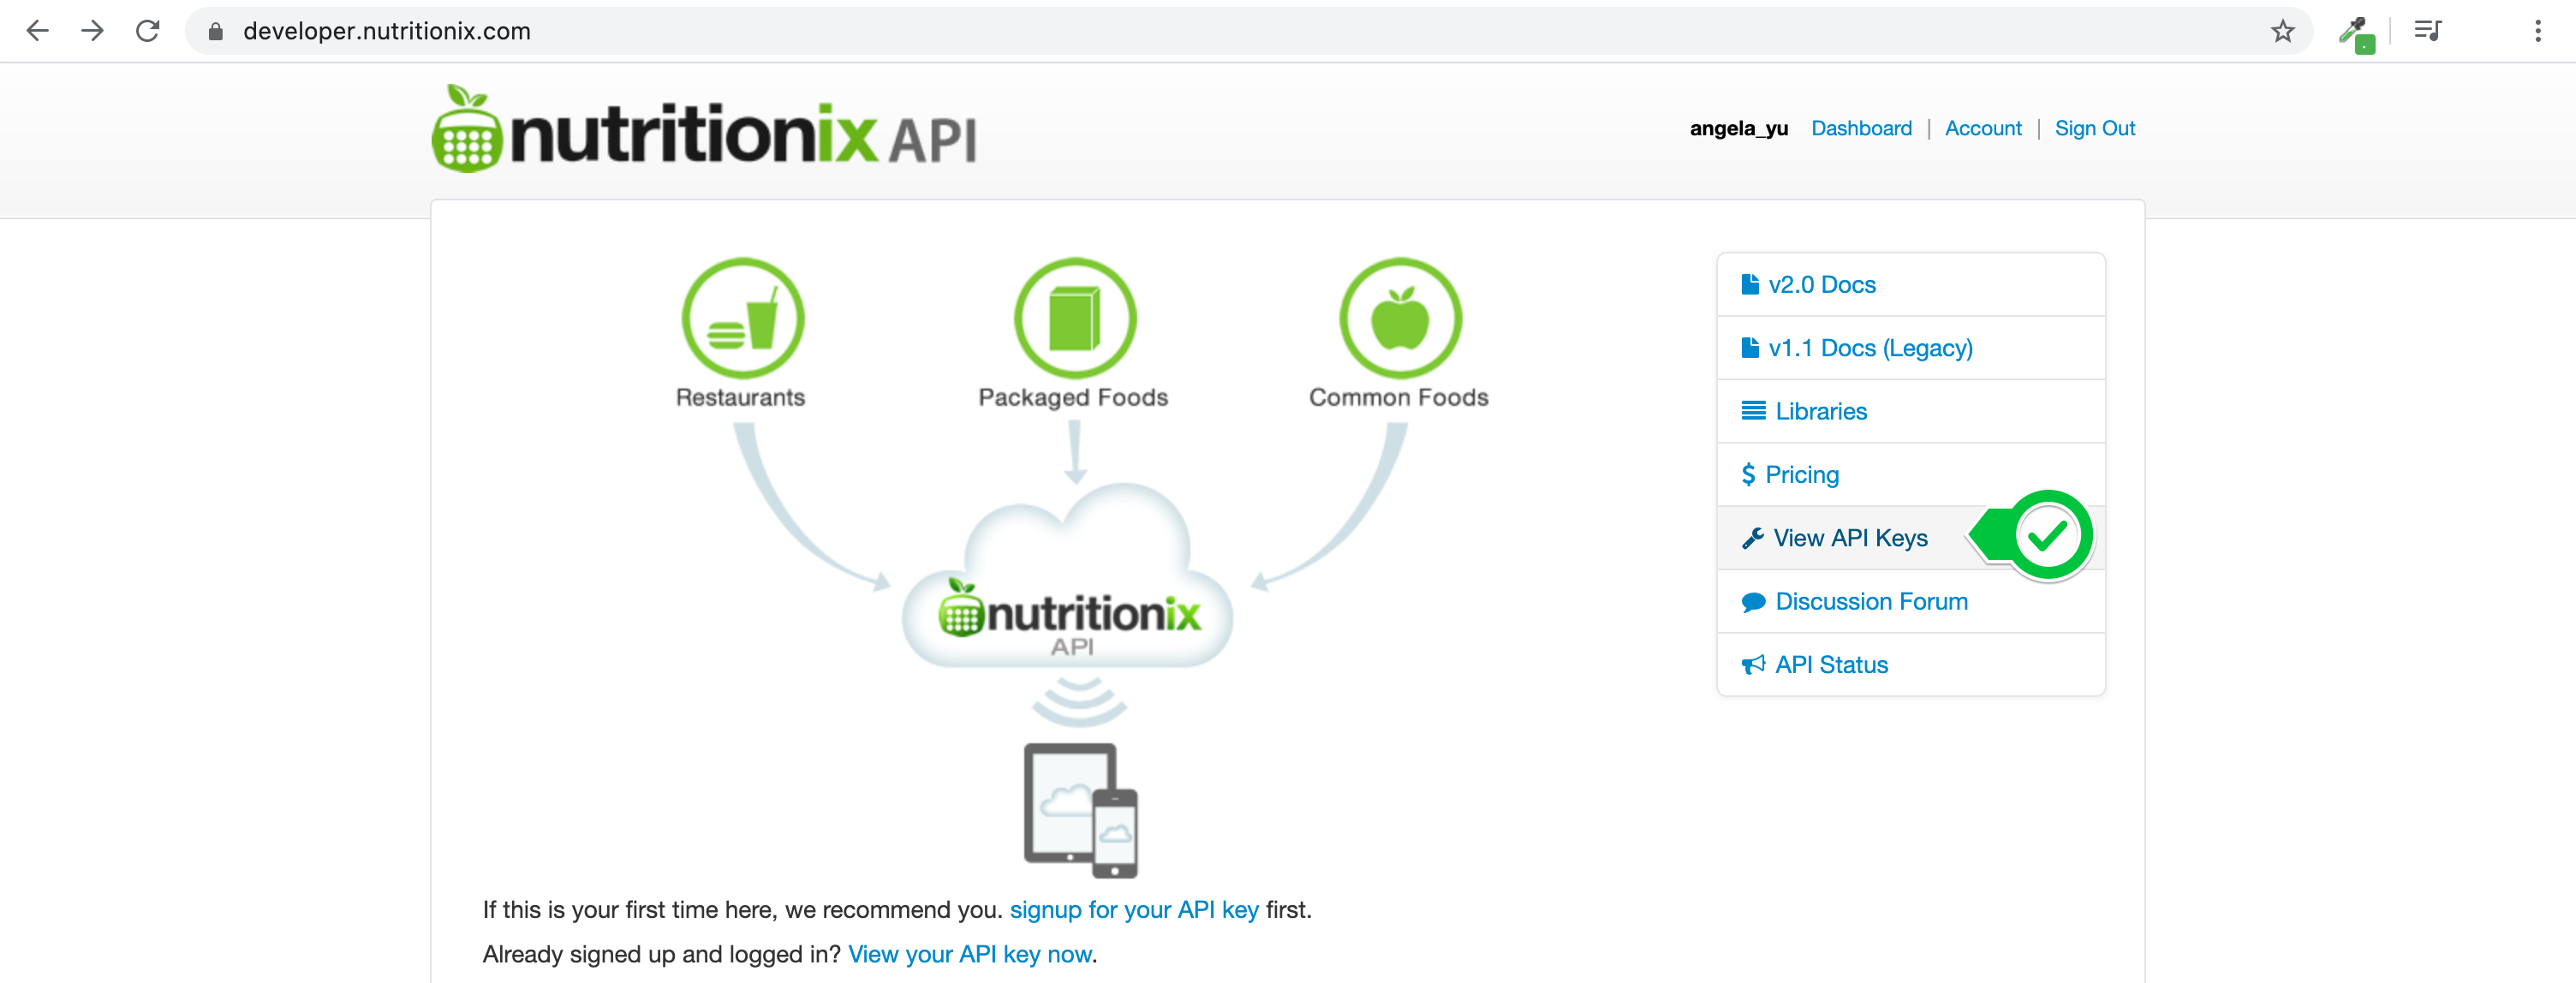 developer.nutritionix.com
nutritionix API
angela_yu Dashboard | Account | Sign Out
Restaurants
Packaged Foods
Common Foods
nutritionix
API
v2.0 Docs
v1.1 Docs (Legacy)
Libraries
$ Pricing
View API Keys
Discussion Forum
API Status
If this is your first time here, we recommend you. signup for your API key first.
Already signed up and logged in? View your API key now.